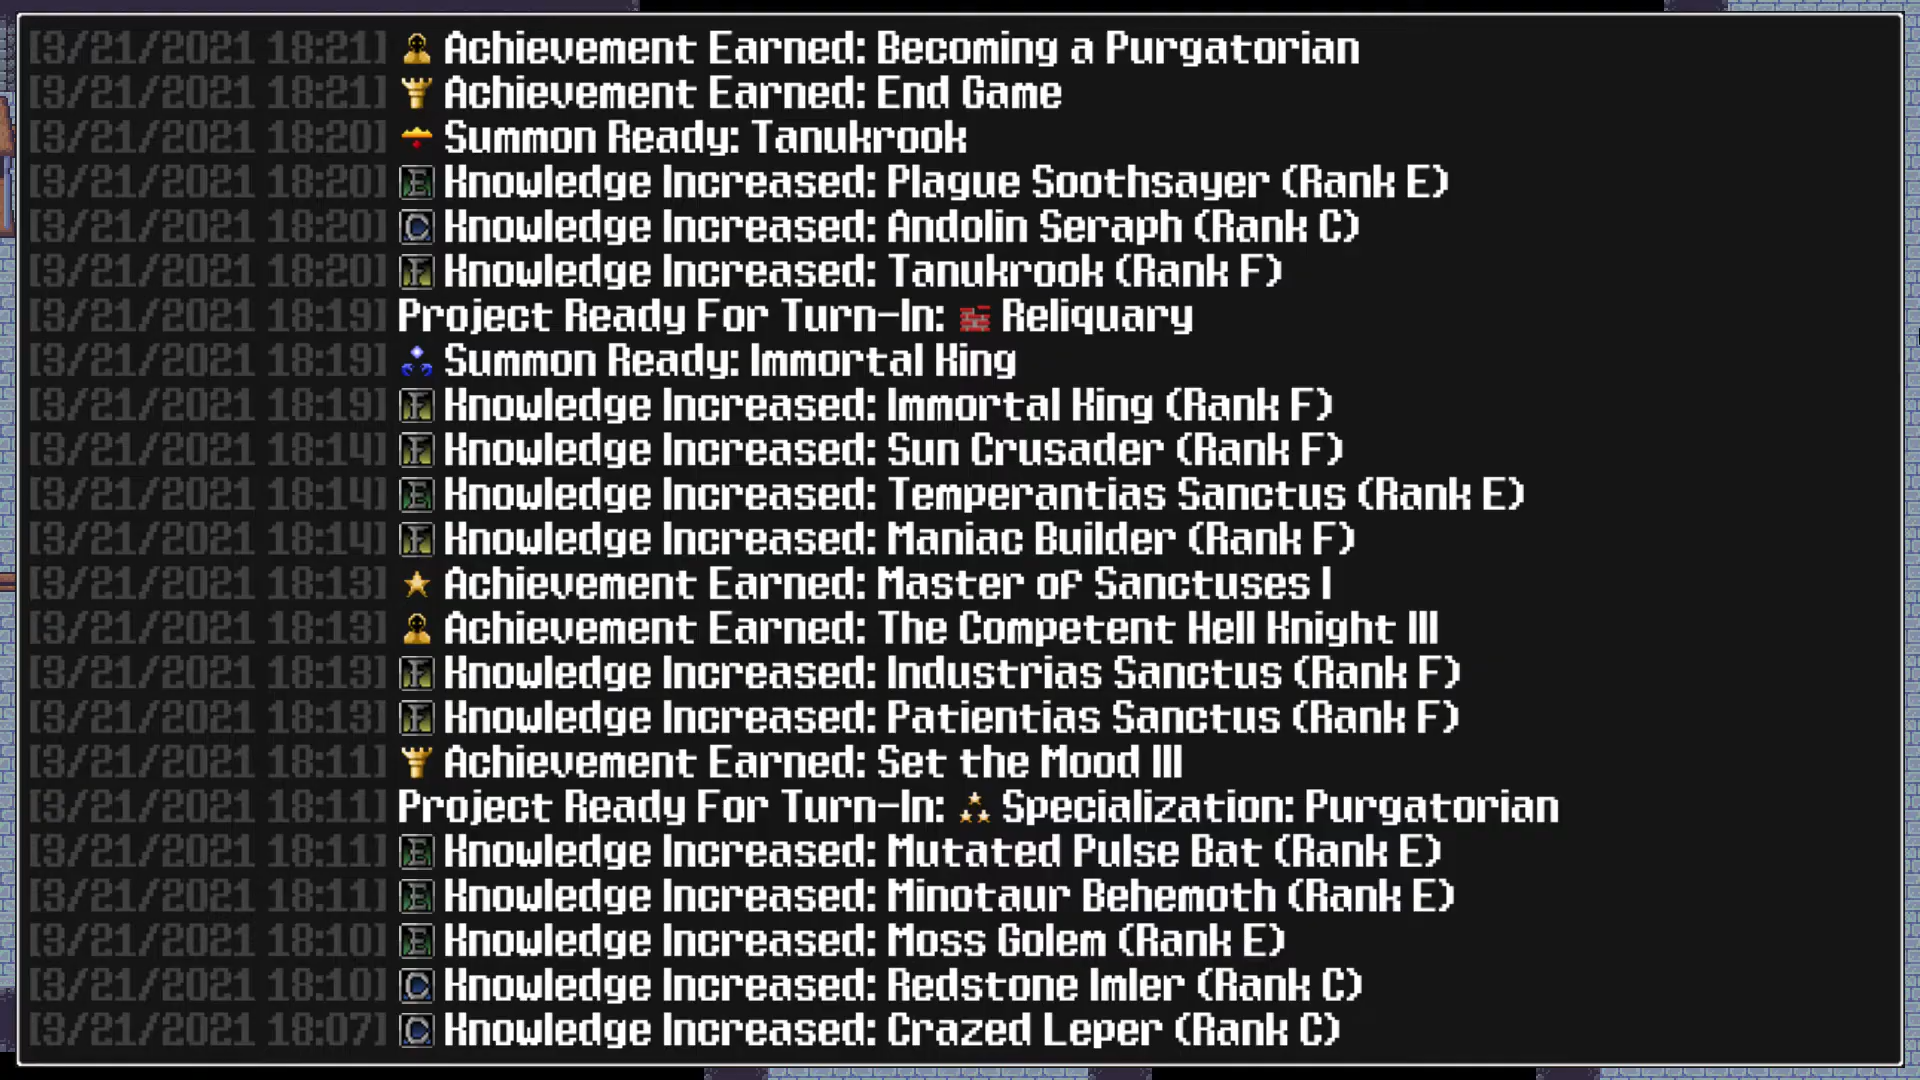 [3/21/2021 18:21] Achievement Earned: Becoming a Purgatorian
[3/21/2021 18:21] Achievement Earned: End Game
[3/21/2021 18:20] Summon Ready: Tanukrook
[3/21/2021 18:20] E Knowledge Increased: Plague Soothsayer (Rank E)
[3/21/2021 18:20] C Knowledge Increased: Andolin Seraph (Rank C)
[3/21/2021 18:20] F Knowledge Increased: Tanukrook (Rank F)
[3/21/2021 18:19] Project Ready For Turn-In: Reliquary
[3/21/2021 18:19] Summon Ready: Immortal King
[3/21/2021 18:19] F Knowledge Increased: Immortal King (Rank F)
[3/21/2021 18:14] F Knowledge Increased: Sun Crusader (Rank F)
[3/21/2021 18:14] E Knowledge Increased: Temperantias Sanctus (Rank E)
[3/21/2021 18:14] F Knowledge Increased: Maniac Builder (Rank F)
[3/21/2021 18:13] Achievement Earned: Master of Sanctuses I
[3/21/2021 18:13] Achievement Earned: The Competent Hell Knight III
[3/21/2021 18:13] F Knowledge Increased: Industrias Sanctus (Rank F)
[3/21/2021 18:13] F Knowledge Increased: Patientias Sanctus (Rank F)
[3/21/2021 18:11] Achievement Earned: Set the Mood III
[3/21/2021 18:11] Project Ready For Turn-In: Specialization: Purgatorian
[3/21/2021 18:11] E Knowledge Increased: Mutated Pulse Bat (Rank E)
[3/21/2021 18:11] E Knowledge Increased: Minotaur Behemoth (Rank E)
[3/21/2021 18:10] E Knowledge Increased: Moss Golem (Rank E)
[3/21/2021 18:10] C Knowledge Increased: Redstone Imler (Rank C)
[3/21/2021 18:07] C Knowledge Increased: Crazed Leper (Rank C)